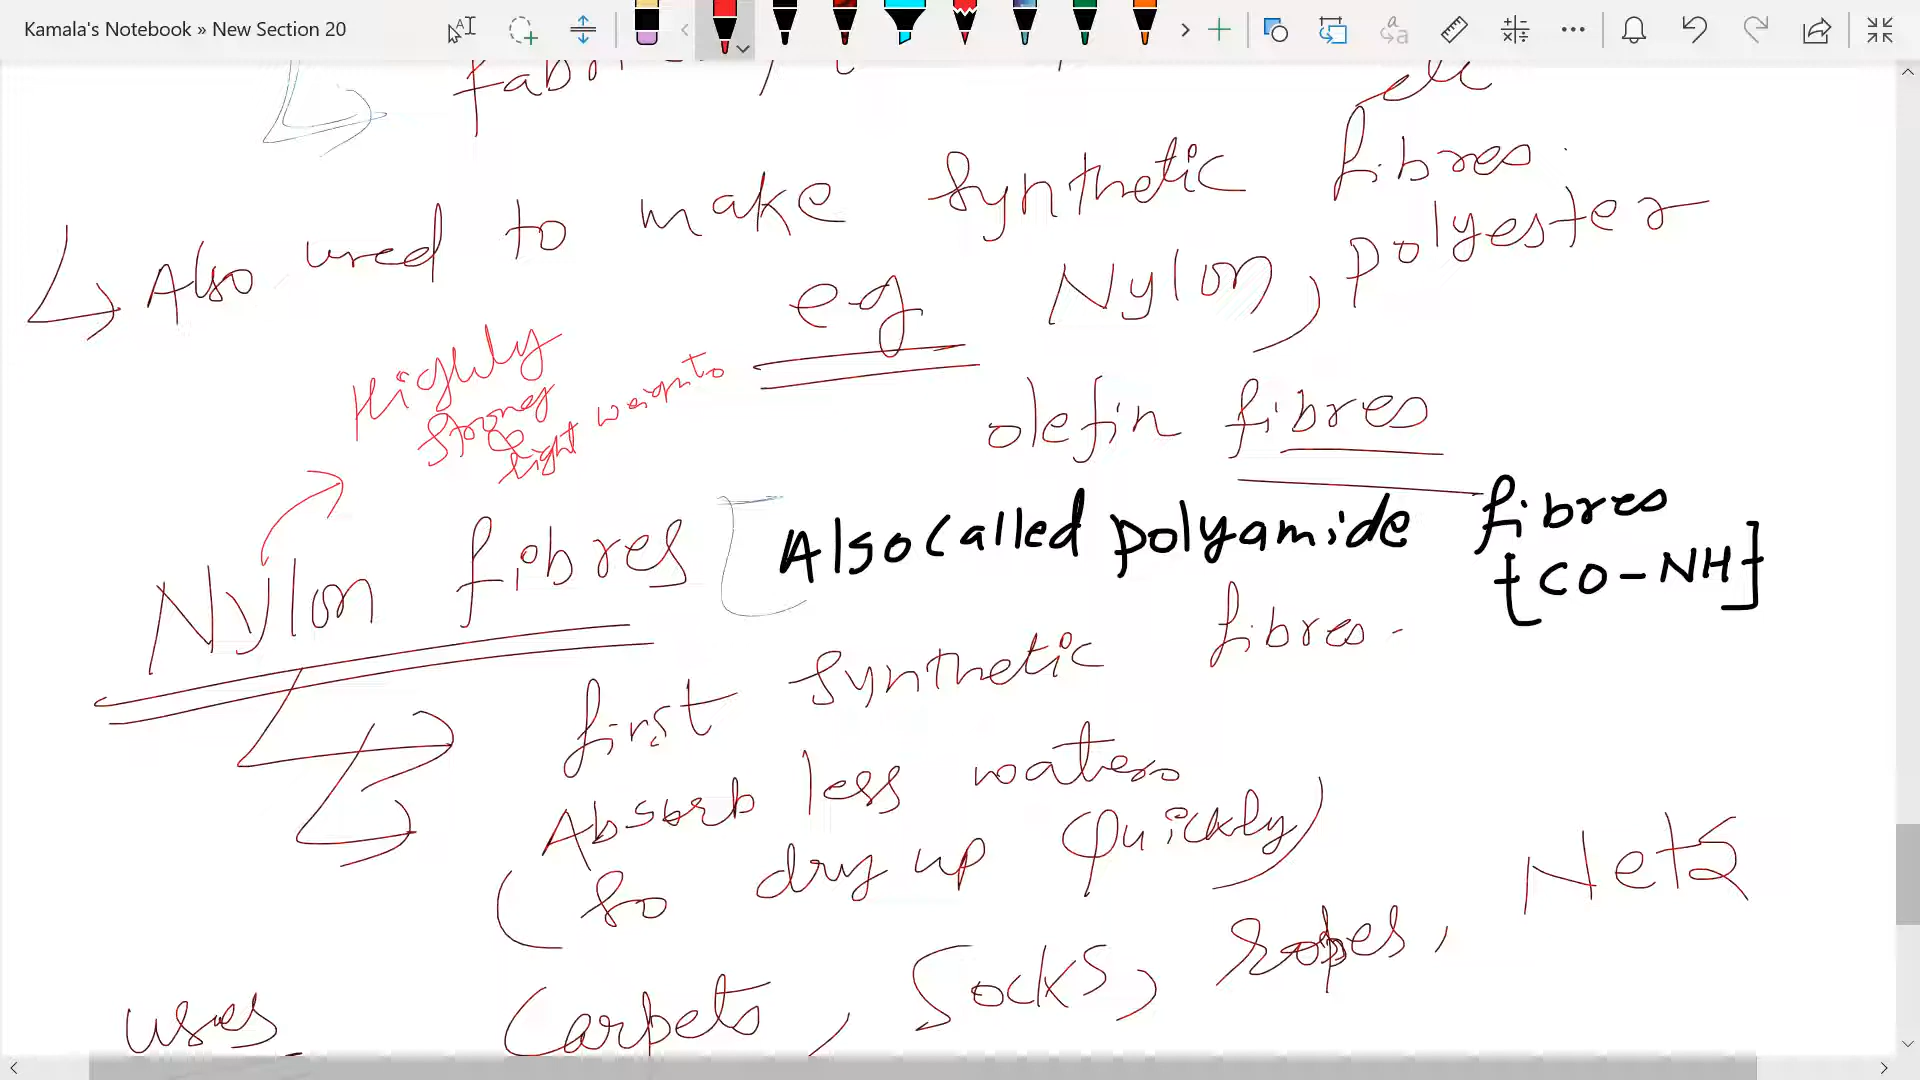 Kamala's Notebook » New Section 20
etc
Also used to make Synthetic fibres.
eg Nylon, polyester
olefin fibres
Highly
strong
&
light weight
Nylon fibres [ Also called polyamide fibres
[CO-NH]
first Synthetic fibres.
Absorb less water
(So dry up Quickly)
uses Carpets, Socks, ropes, Nets